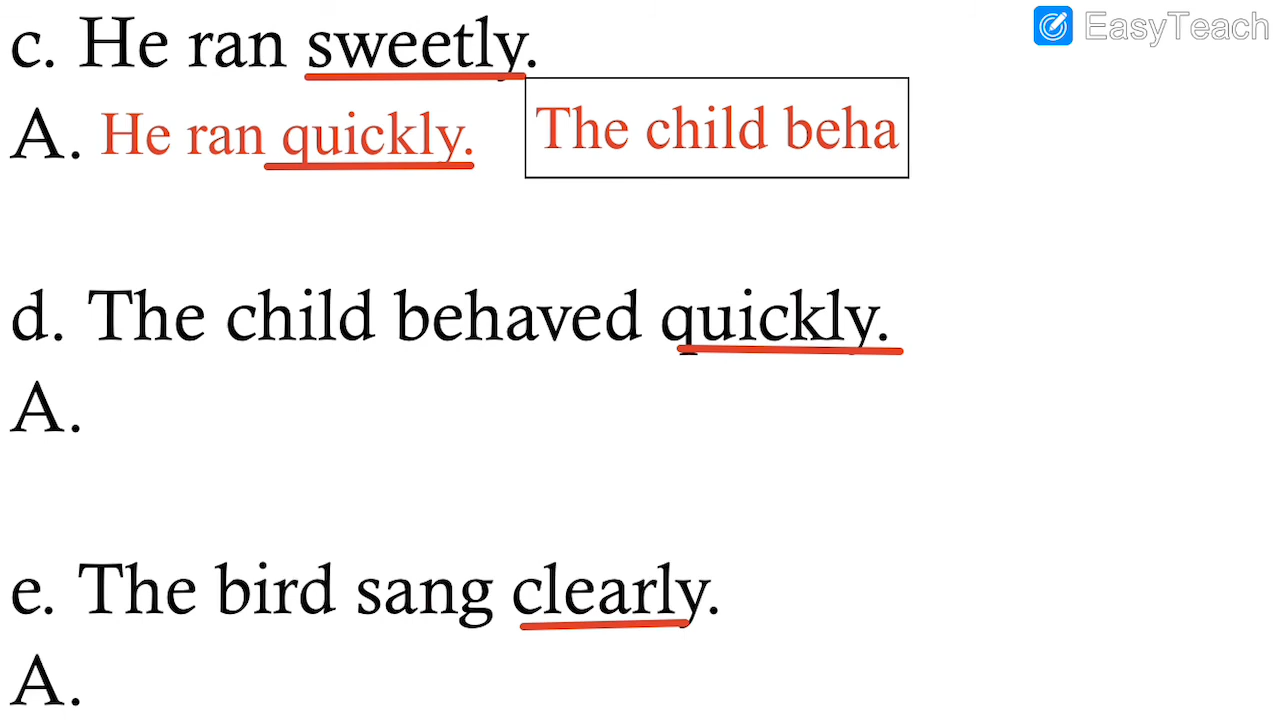 c. He ran sweetly.
EasyTeach
A. He ran quickly.
The child beha
d. The child behaved quickly.
A.
e. The bird sang clearly.
A.